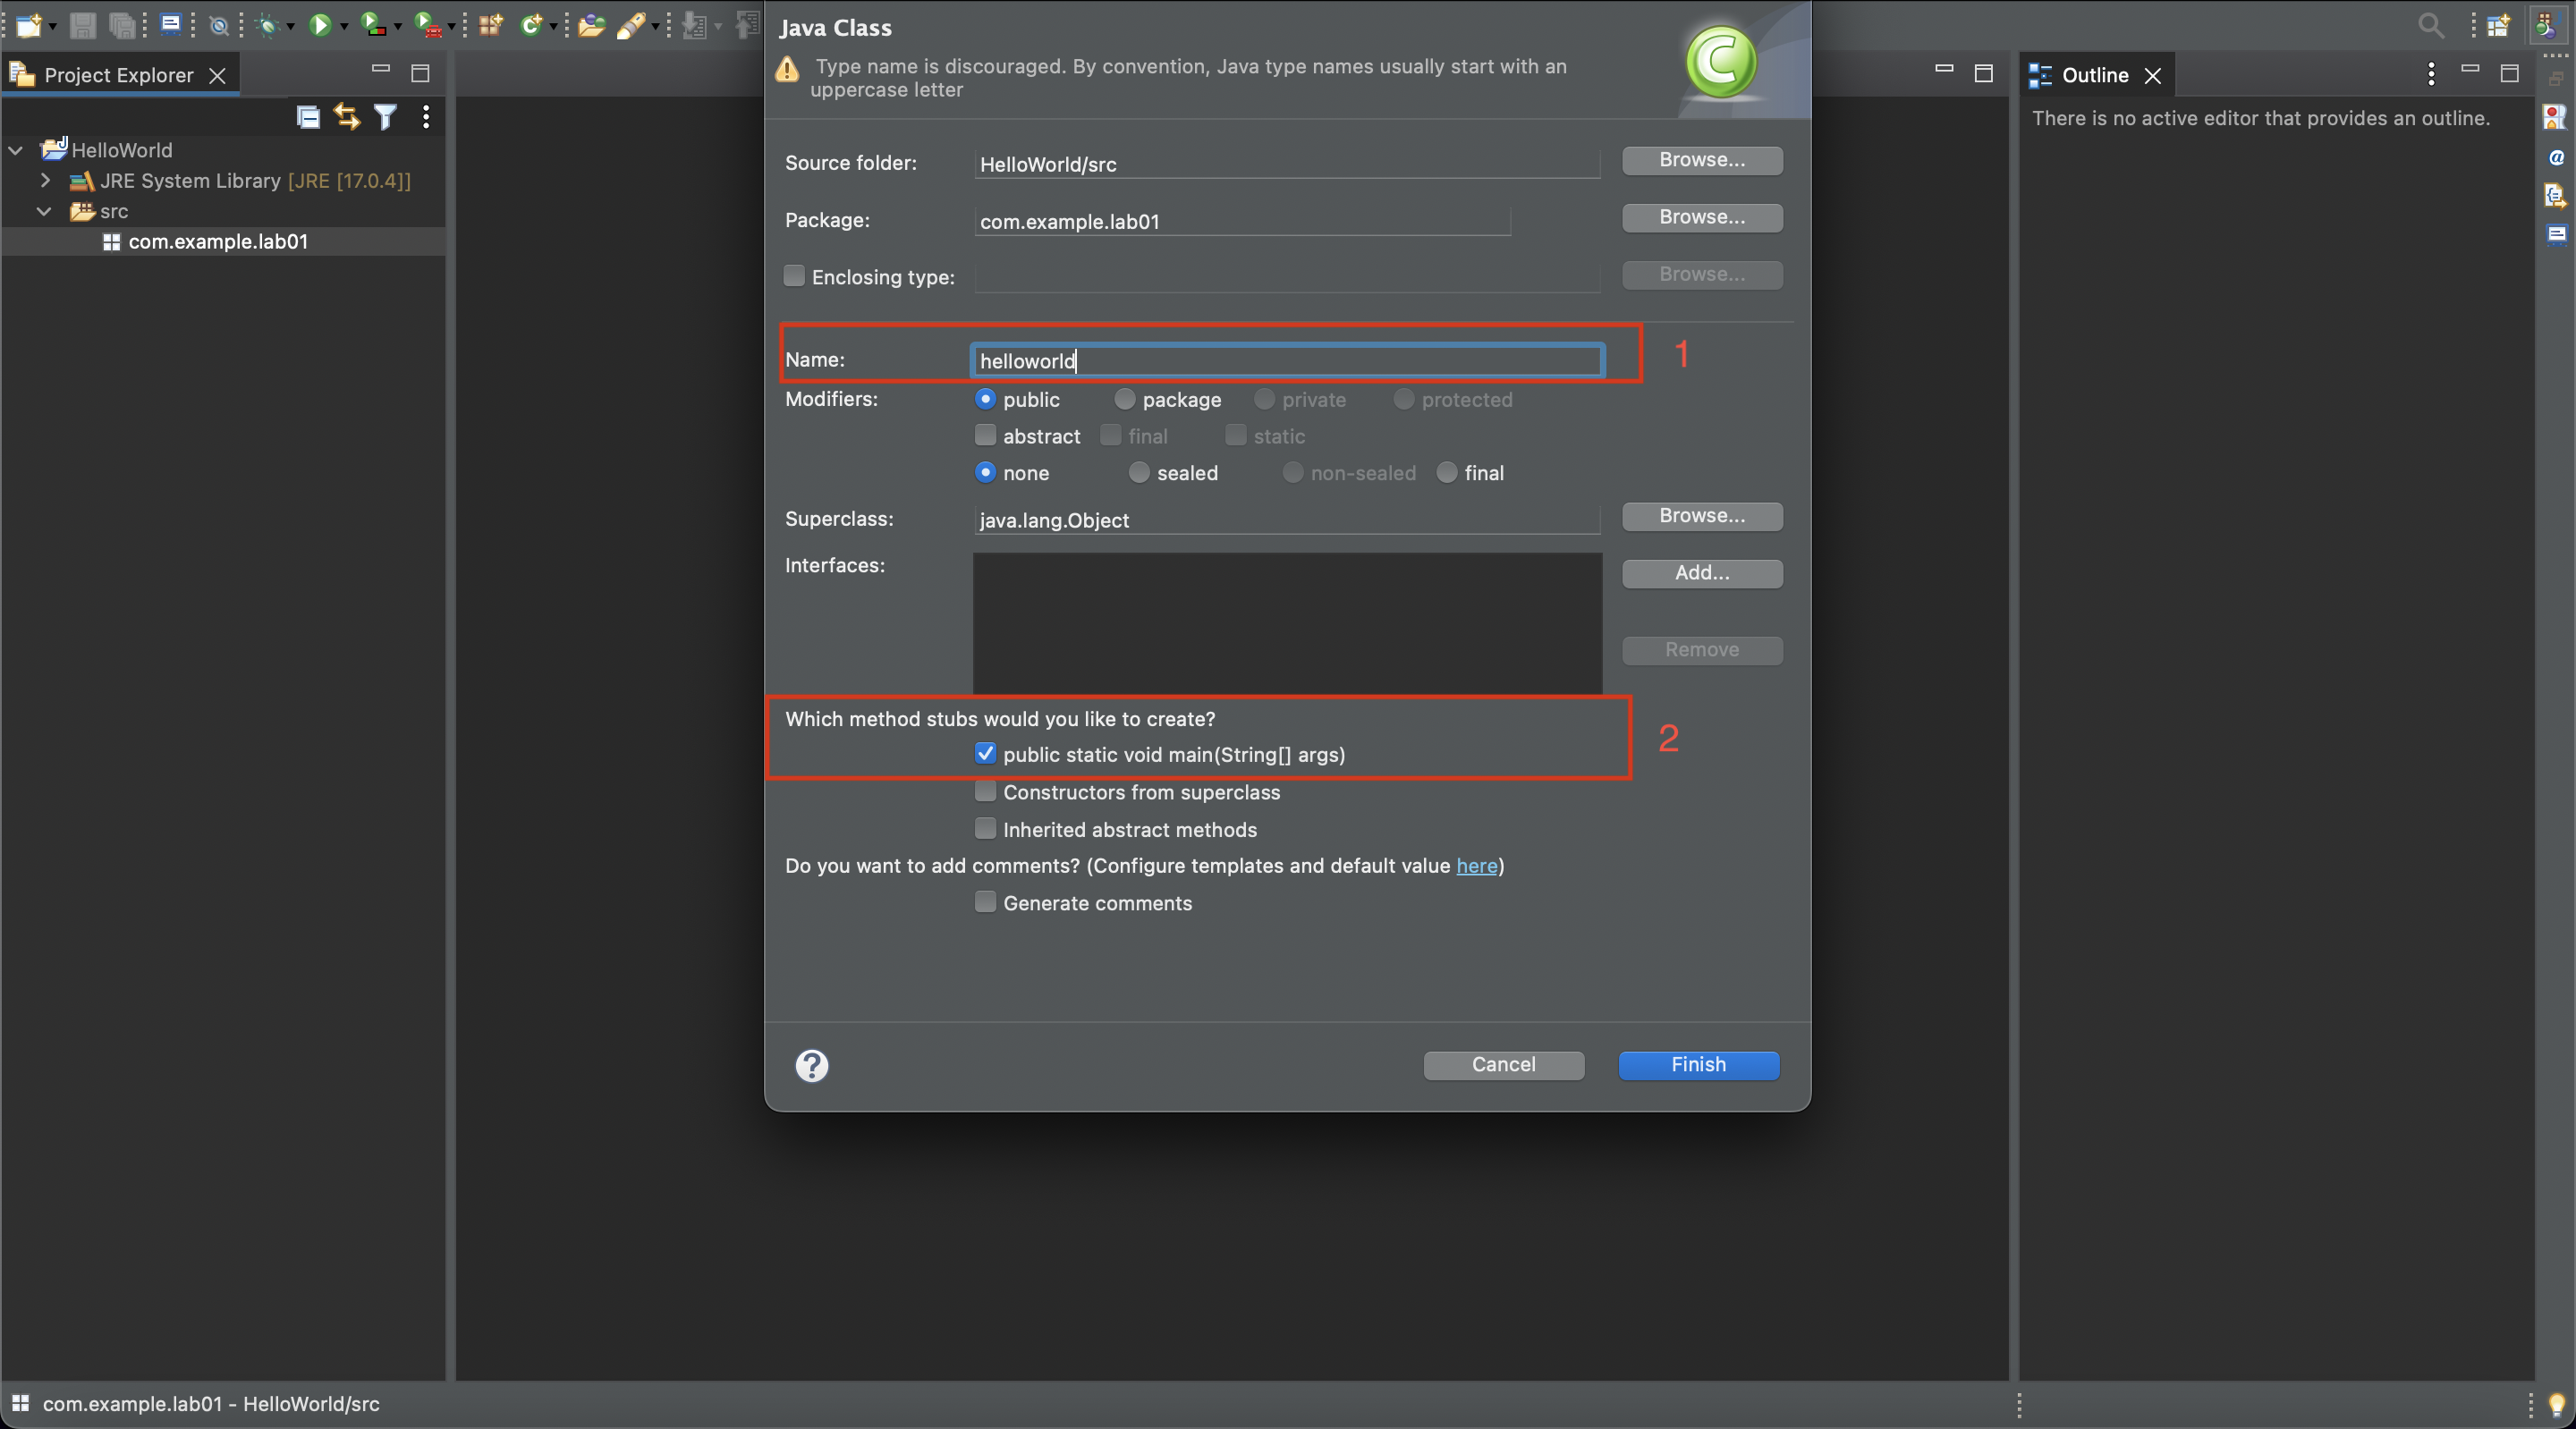 Java Class
Type name is discouraged. By convention, Java type names usually start with an
uppercase letter
Project Explorer
HelloWorld
JRE System Library [JRE [17.0.4]]
src
com.example.lab01
Source folder: HelloWorld/src Browse...
Package: com.example.lab01 Browse...
Enclosing type: Browse...
Name: helloworld 1
Modifiers: public package private protected
abstract final static
none sealed non-sealed final
Superclass: java.lang.Object Browse...
Interfaces: Add...
Remove
Which method stubs would you like to create?
public static void main(String[] args) 2
Constructors from superclass
Inherited abstract methods
Do you want to add comments? (Configure templates and default value here)
Generate comments
? Cancel Finish
Outline
There is no active editor that provides an outline.
com.example.lab01 - HelloWorld/src